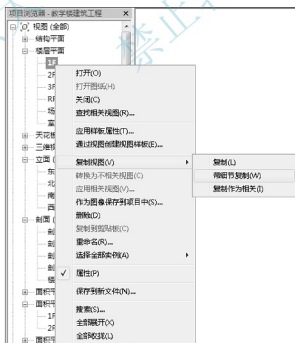 项目浏览器 - 教学楼建筑工程
视图 (全部)
结构平面
楼层平面
1F
2F
3F
RF
场
室
天花板
三维视
立面 (
东
北
南
西
剖面 (
剖
剖
剖
剖
楼
面积平
面积平
1F
2F
面积平
打开(O)
打开图纸(H)
关闭(C)
查找相关视图(R)...
应用样板属性(T)...
通过视图创建视图样板(E)...
复制视图(V)
转换为不相关视图(C)
应用相关视图(V)...
作为图像保存到项目中(S)...
删除(D)
复制到剪贴板(C)
重命名(R)...
选择全部实例(A)
属性(P)
保存到新文件(N)...
搜索(S)...
全部展开(X)
全部收拢(L)
复制(L)
带细节复制(W)
复制作为相关(I)
禁止